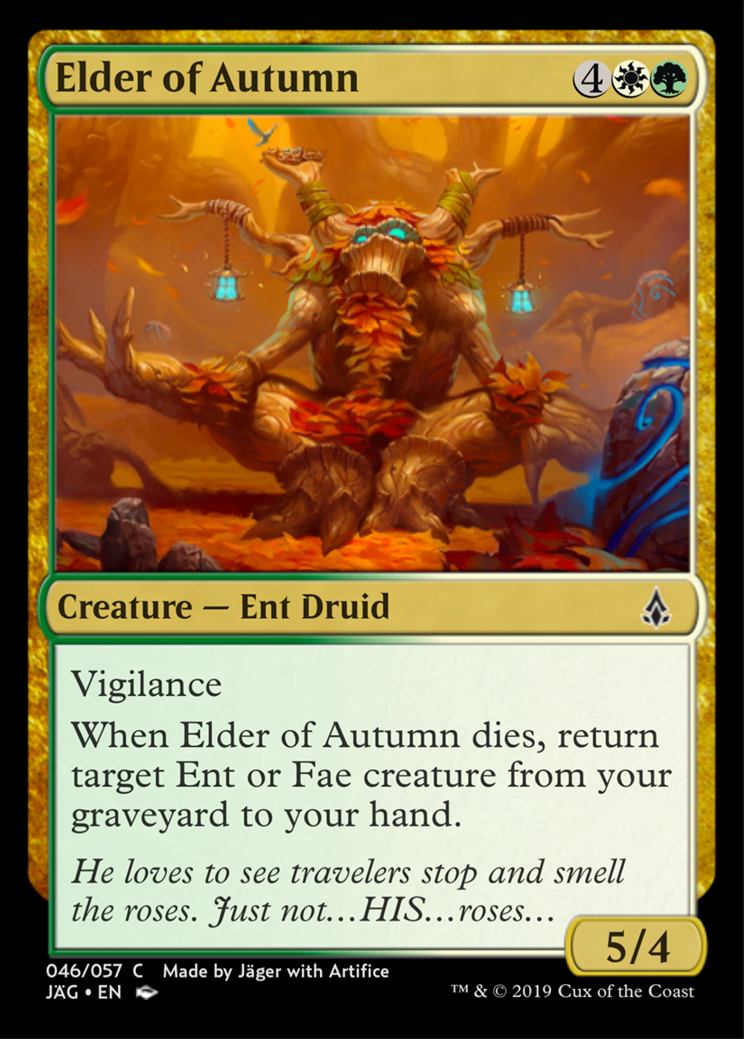 Elder of Autumn 4
Creature — Ent Druid
Vigilance
When Elder of Autumn dies, return
target Ent or Fae creature from your
graveyard to your hand.
He loves to see travelers stop and smell
the roses. Just not...HIS...roses...
5/4
046/057 C Made by Jäger with Artifice
JÄG • EN ™ & © 2019 Cux of the Coast